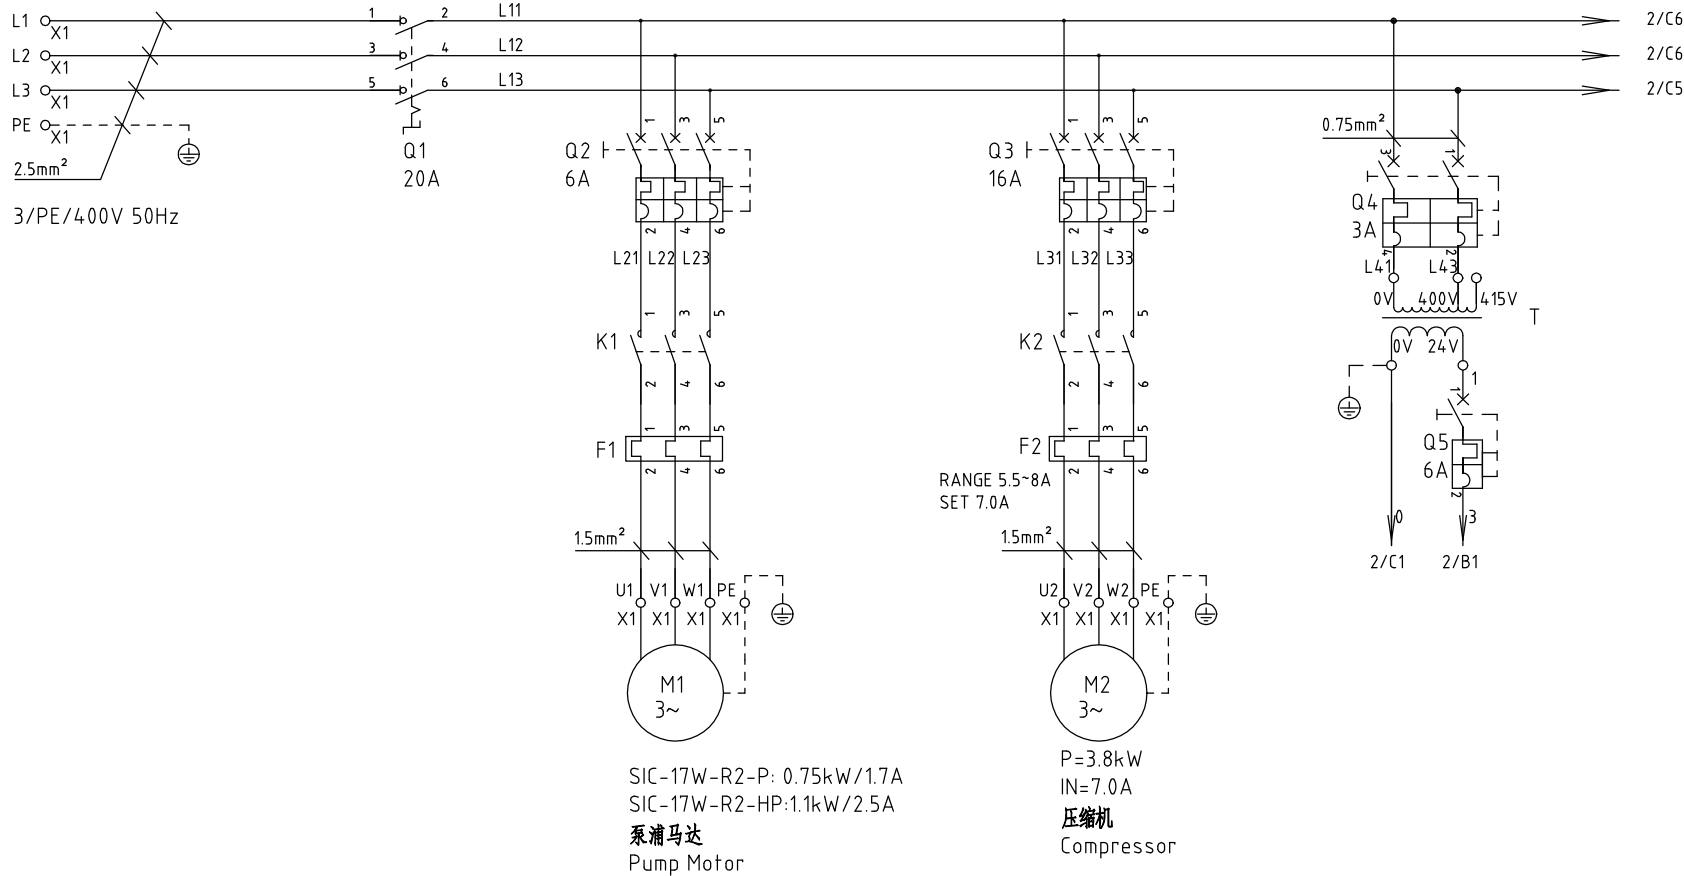 L1 X1 1 2 L11 2/C6
L2 X1 3 4 L12 2/C6
L3 X1 5 6 L13 2/C5
PE X1
2.5mm²
3/PE/400V 50Hz
Q1
20A
1 3 5
Q2
6A
2 4 6
L21 L22 L23
1 3 5
K1
2 4 6
1 3 5
F1
2 4 6
1.5mm²
U1 V1 W1 PE
X1 X1 X1 X1
M1
3~
SIC-17W-R2-P: 0.75kW/1.7A
SIC-17W-R2-HP:1.1kW/2.5A
泵浦马达
Pump Motor
1 3 5
Q3
16A
2 4 6
L31 L32 L33
1 3 5
K2
2 4 6
1 3 5
F2
2 4 6
RANGE 5.5~8A
SET 7.0A
1.5mm²
U2 V2 W2 PE
X1 X1 X1 X1
M2
3~
P=3.8kW
IN=7.0A
压缩机
Compressor
0.75mm²
3 1
Q4
3A
4 2
L41 L43
0V 400V 415V
T
0V 24V
1
1
Q5
6A
2
0 3
2/C1 2/B1